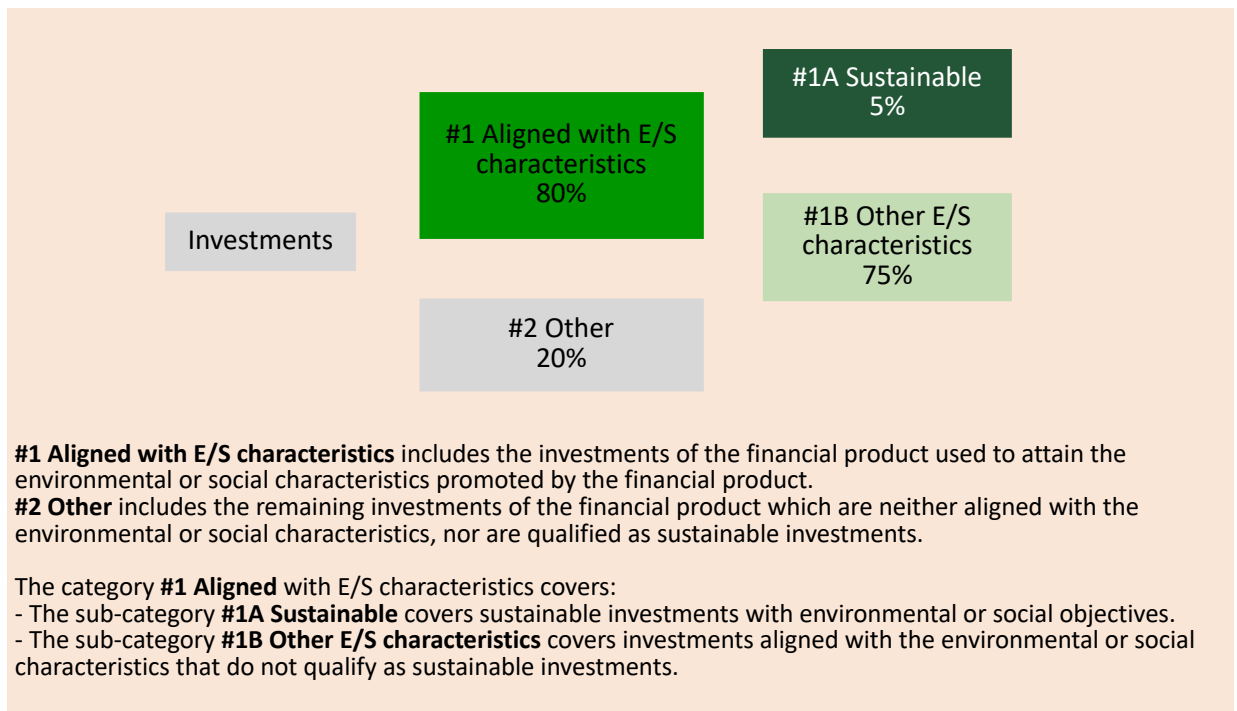 #1A Sustainable
5%
#1 Aligned with E/S
characteristics
80%
#1B Other E/S
characteristics
75%
Investments
#2 Other
20%
#1 Aligned with E/S characteristics includes the investments of the financial product used to attain the
environmental or social characteristics promoted by the financial product.
#2 Other includes the remaining investments of the financial product which are neither aligned with the
environmental or social characteristics, nor are qualified as sustainable investments.
The category #1 Aligned with E/S characteristics covers:
- The sub-category #1A Sustainable covers sustainable investments with environmental or social objectives.
- The sub-category #1B Other E/S characteristics covers investments aligned with the environmental or social
characteristics that do not qualify as sustainable investments.